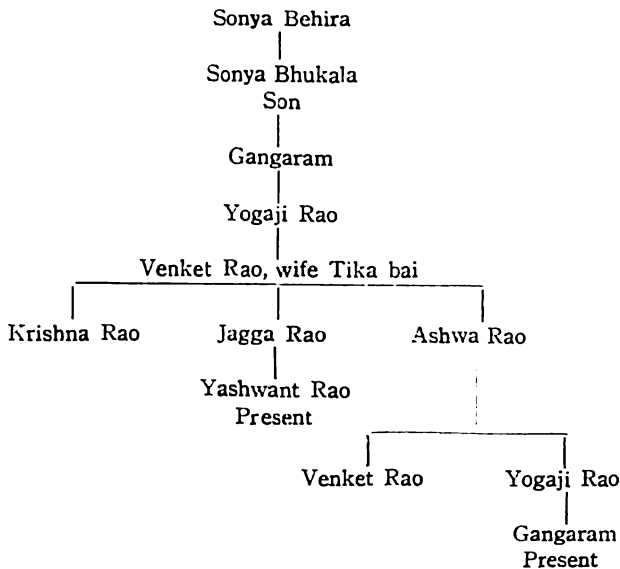 Sonya Behira
Sonya Bhukala
Son
Gangaram
Yogaji Rao
Venket Rao, wife Tika bai
Krishna Rao Jagga Rao Ashwa Rao
Yashwant Rao
Present
Venket Rao Yogaji Rao
Gangaram
Present